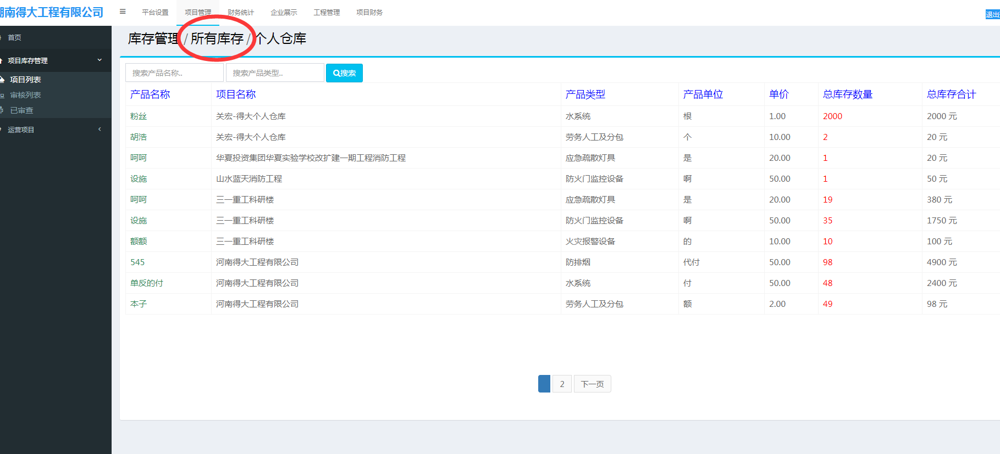 南得大工程有限公司
平台设置 项目管理 财务统计 企业展示 工程管理 项目财务
退出
首页
项目库存管理
项目列表
审核列表
已审查
运营项目
库存管理 / 所有库存 / 个人仓库
搜索产品名称.. 搜索产品类型.. 搜索
产品名称 项目名称 产品类型 产品单位 单价 总库存数量 总库存合计
粉丝 关宏-得大个人仓库 水系统 根 1.00 2000 2000 元
胡浩 关宏-得大个人仓库 劳务人工及分包 个 10.00 2 20 元
呵呵 华夏投资集团华夏实验学校改扩建一期工程消防工程 应急疏散灯具 是 20.00 1 20 元
设施 山水蓝天消防工程 防火门监控设备 啊 50.00 1 50 元
呵呵 三一重工科研楼 应急疏散灯具 是 20.00 19 380 元
设施 三一重工科研楼 防火门监控设备 啊 50.00 35 1750 元
额额 三一重工科研楼 火灾报警设备 的 10.00 10 100 元
545 河南得大工程有限公司 防排烟 代付 50.00 98 4900 元
单反的付 河南得大工程有限公司 水系统 付 50.00 48 2400 元
本子 河南得大工程有限公司 劳务人工及分包 额 2.00 49 98 元
2 下一页